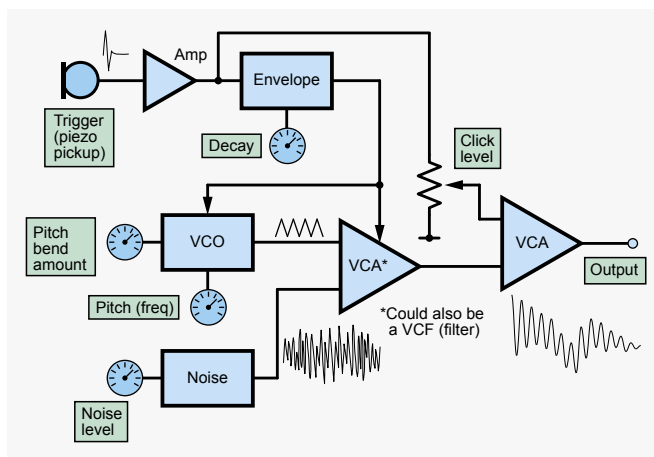 Amp
Trigger
(piezo
pickup)
Envelope
Decay
Click
level
Pitch
bend
amount
VCO
VCA*
VCA
Output
Pitch (freq)
*Could also be
a VCF (filter)
Noise
Noise
level